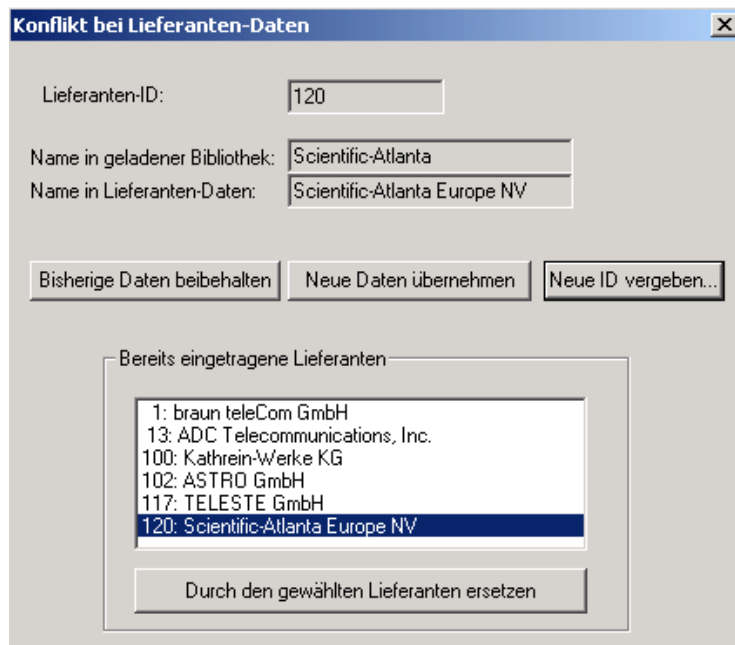 Konflikt bei Lieferanten-Daten
Lieferanten-ID: 120
Name in geladener Bibliothek: Scientific-Atlanta
Name in Lieferanten-Daten: Scientific-Atlanta Europe NV
Bisherige Daten beibehalten Neue Daten übernehmen Neue ID vergeben...
Bereits eingetragene Lieferanten
1: braun teleCom GmbH
13: ADC Telecommunications, Inc.
100: Kathrein-Werke KG
102: ASTRO GmbH
117: TELESTE GmbH
120: Scientific-Atlanta Europe NV
Durch den gewählten Lieferanten ersetzen